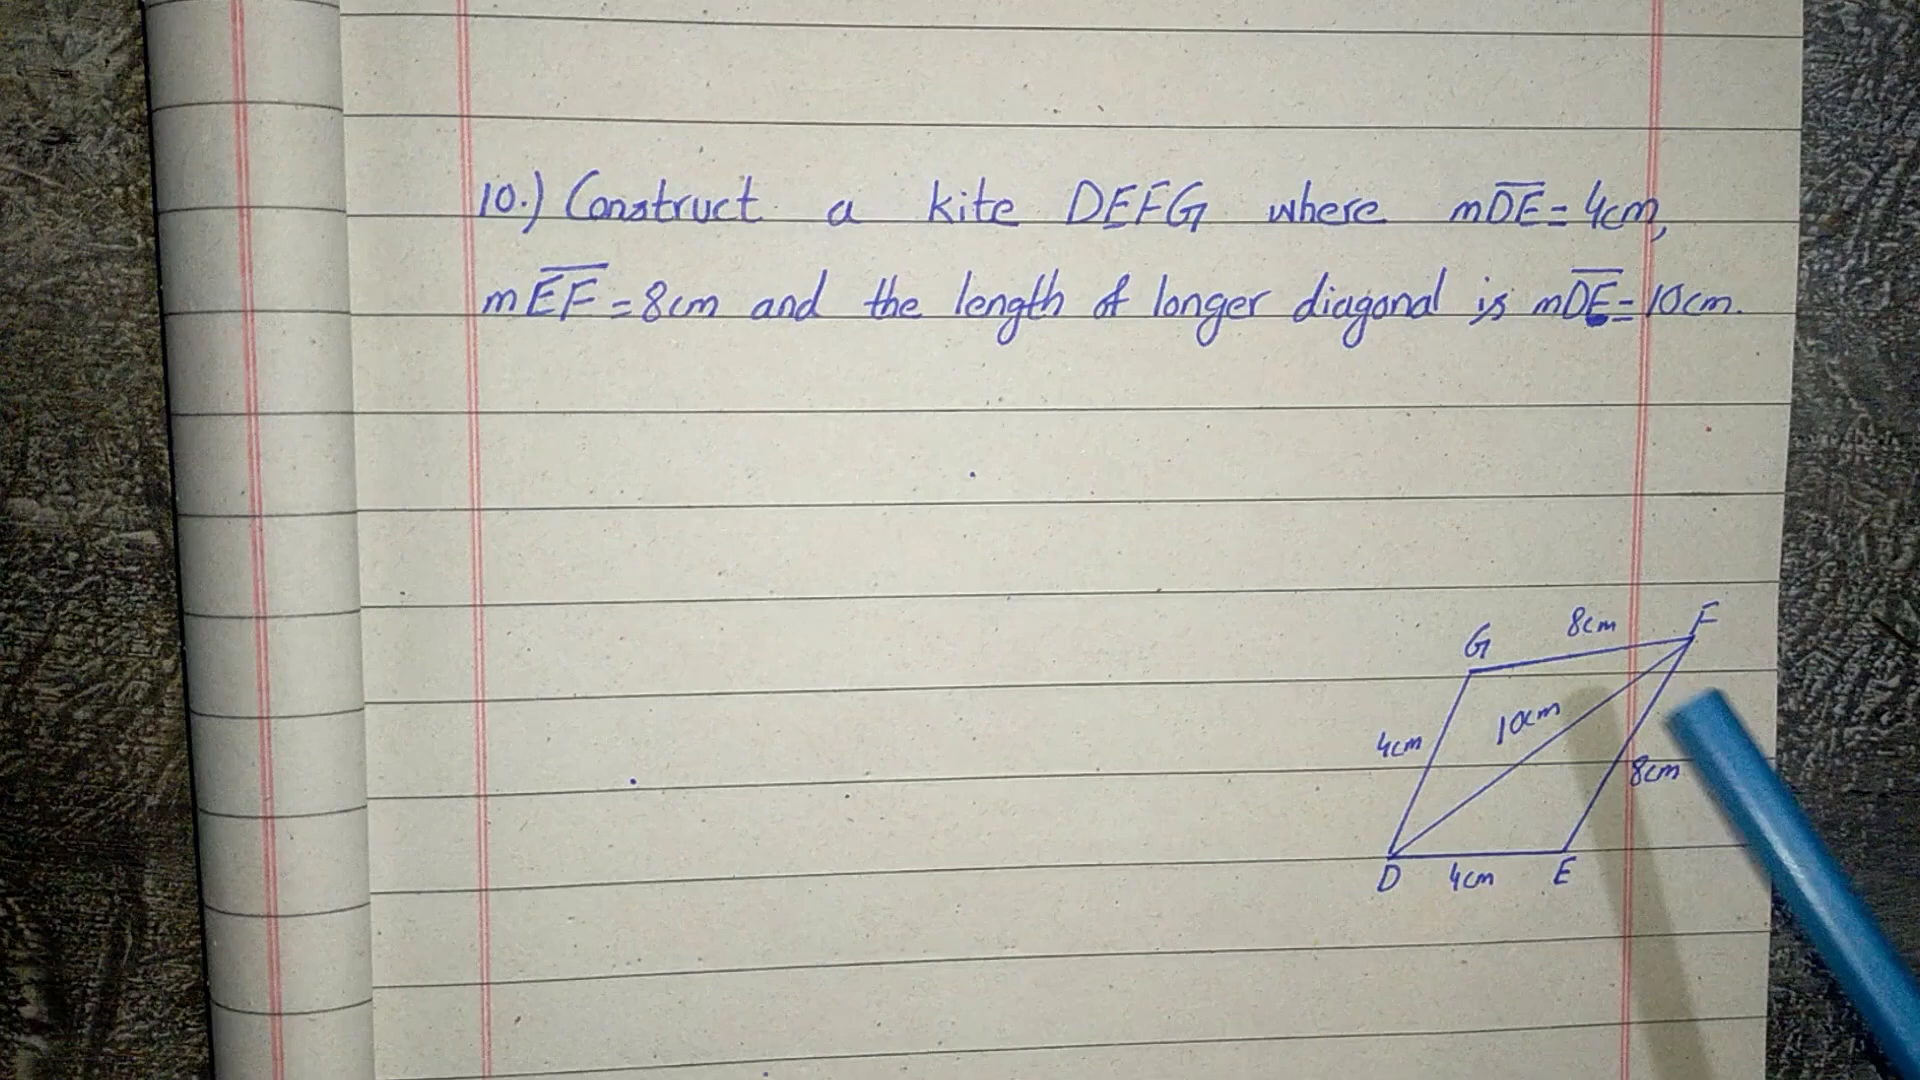 10.) Construct a kite DEFG where mDE = 4cm,
mEF = 8cm and the length of longer diagonal is mDE = 10cm.
G 8cm F
4cm 10cm 8cm
D 4cm E